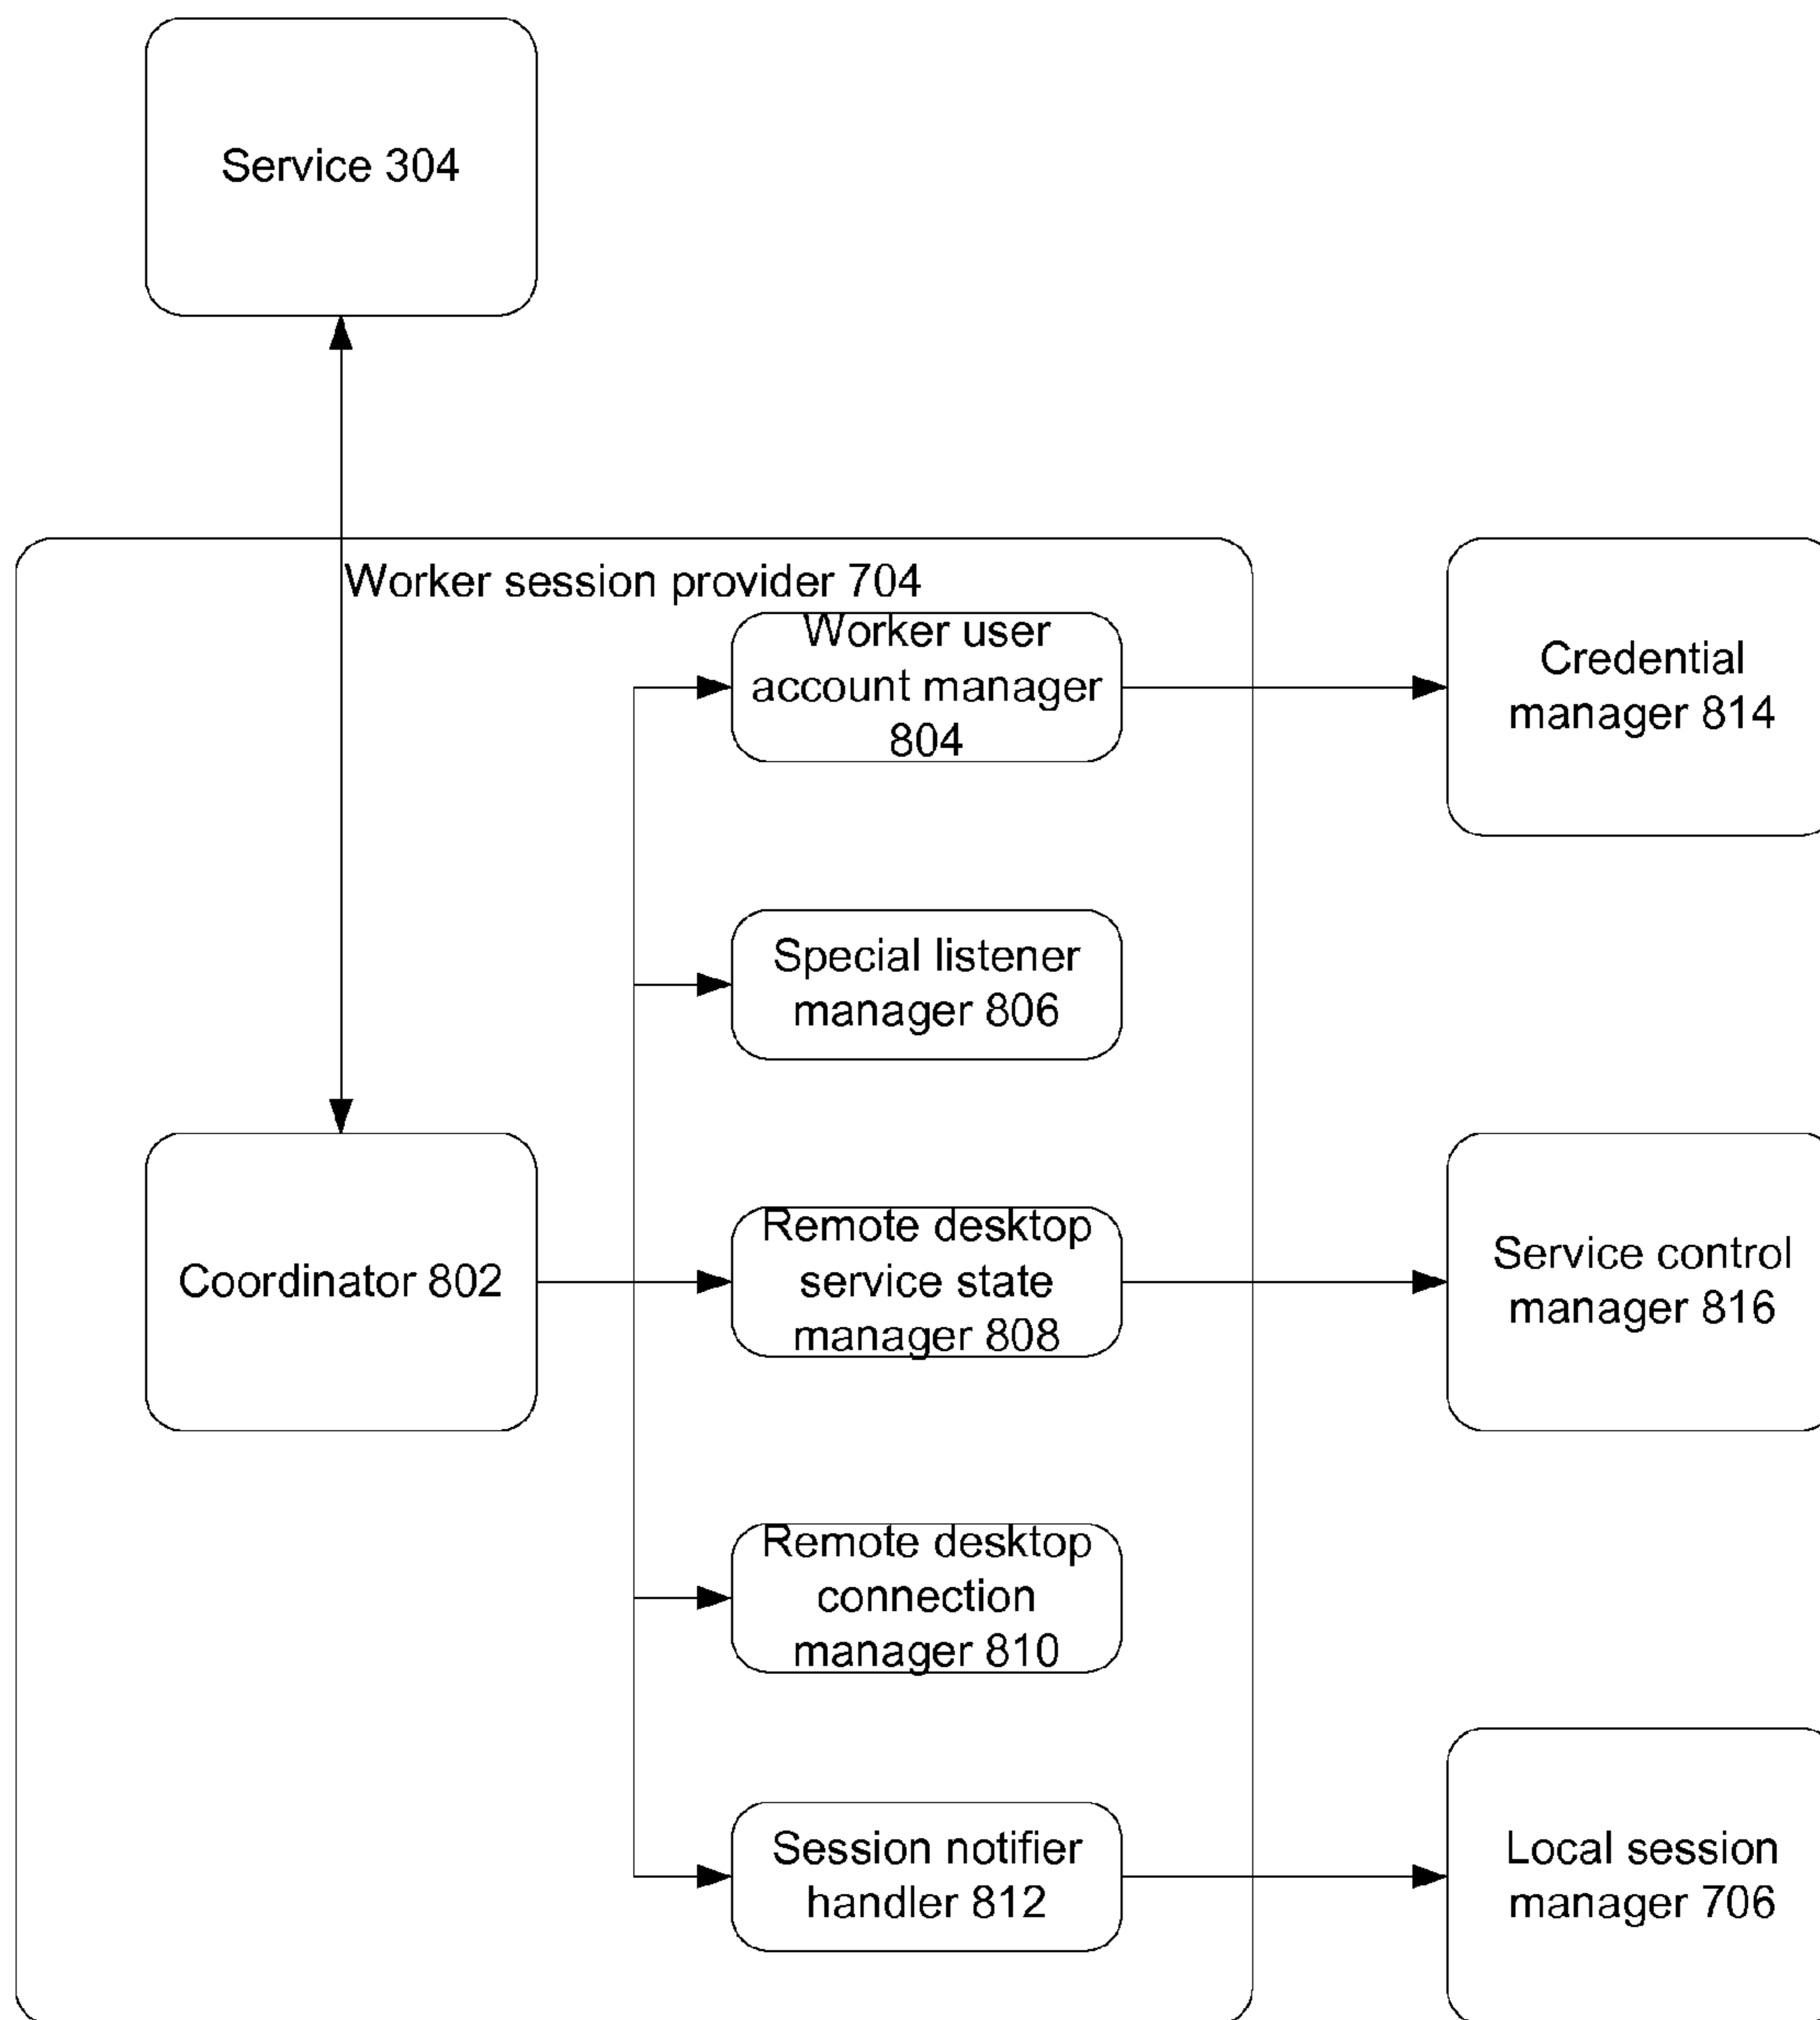 Service 304
Worker session provider 704
Worker user
account manager
804
Credential
manager 814
Special listener
manager 806
Coordinator 802
Remote desktop
service state
manager 808
Service control
manager 816
Remote desktop
connection
manager 810
Session notifier
handler 812
Local session
manager 706